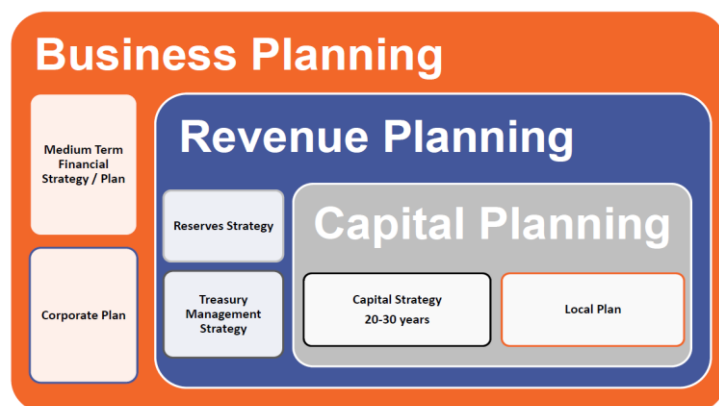 Business Planning
Medium Term
Financial
Strategy / Plan
Corporate Plan
Revenue Planning
Reserves Strategy
Treasury
Management
Strategy
Capital Planning
Capital Strategy
20-30 years
Local Plan